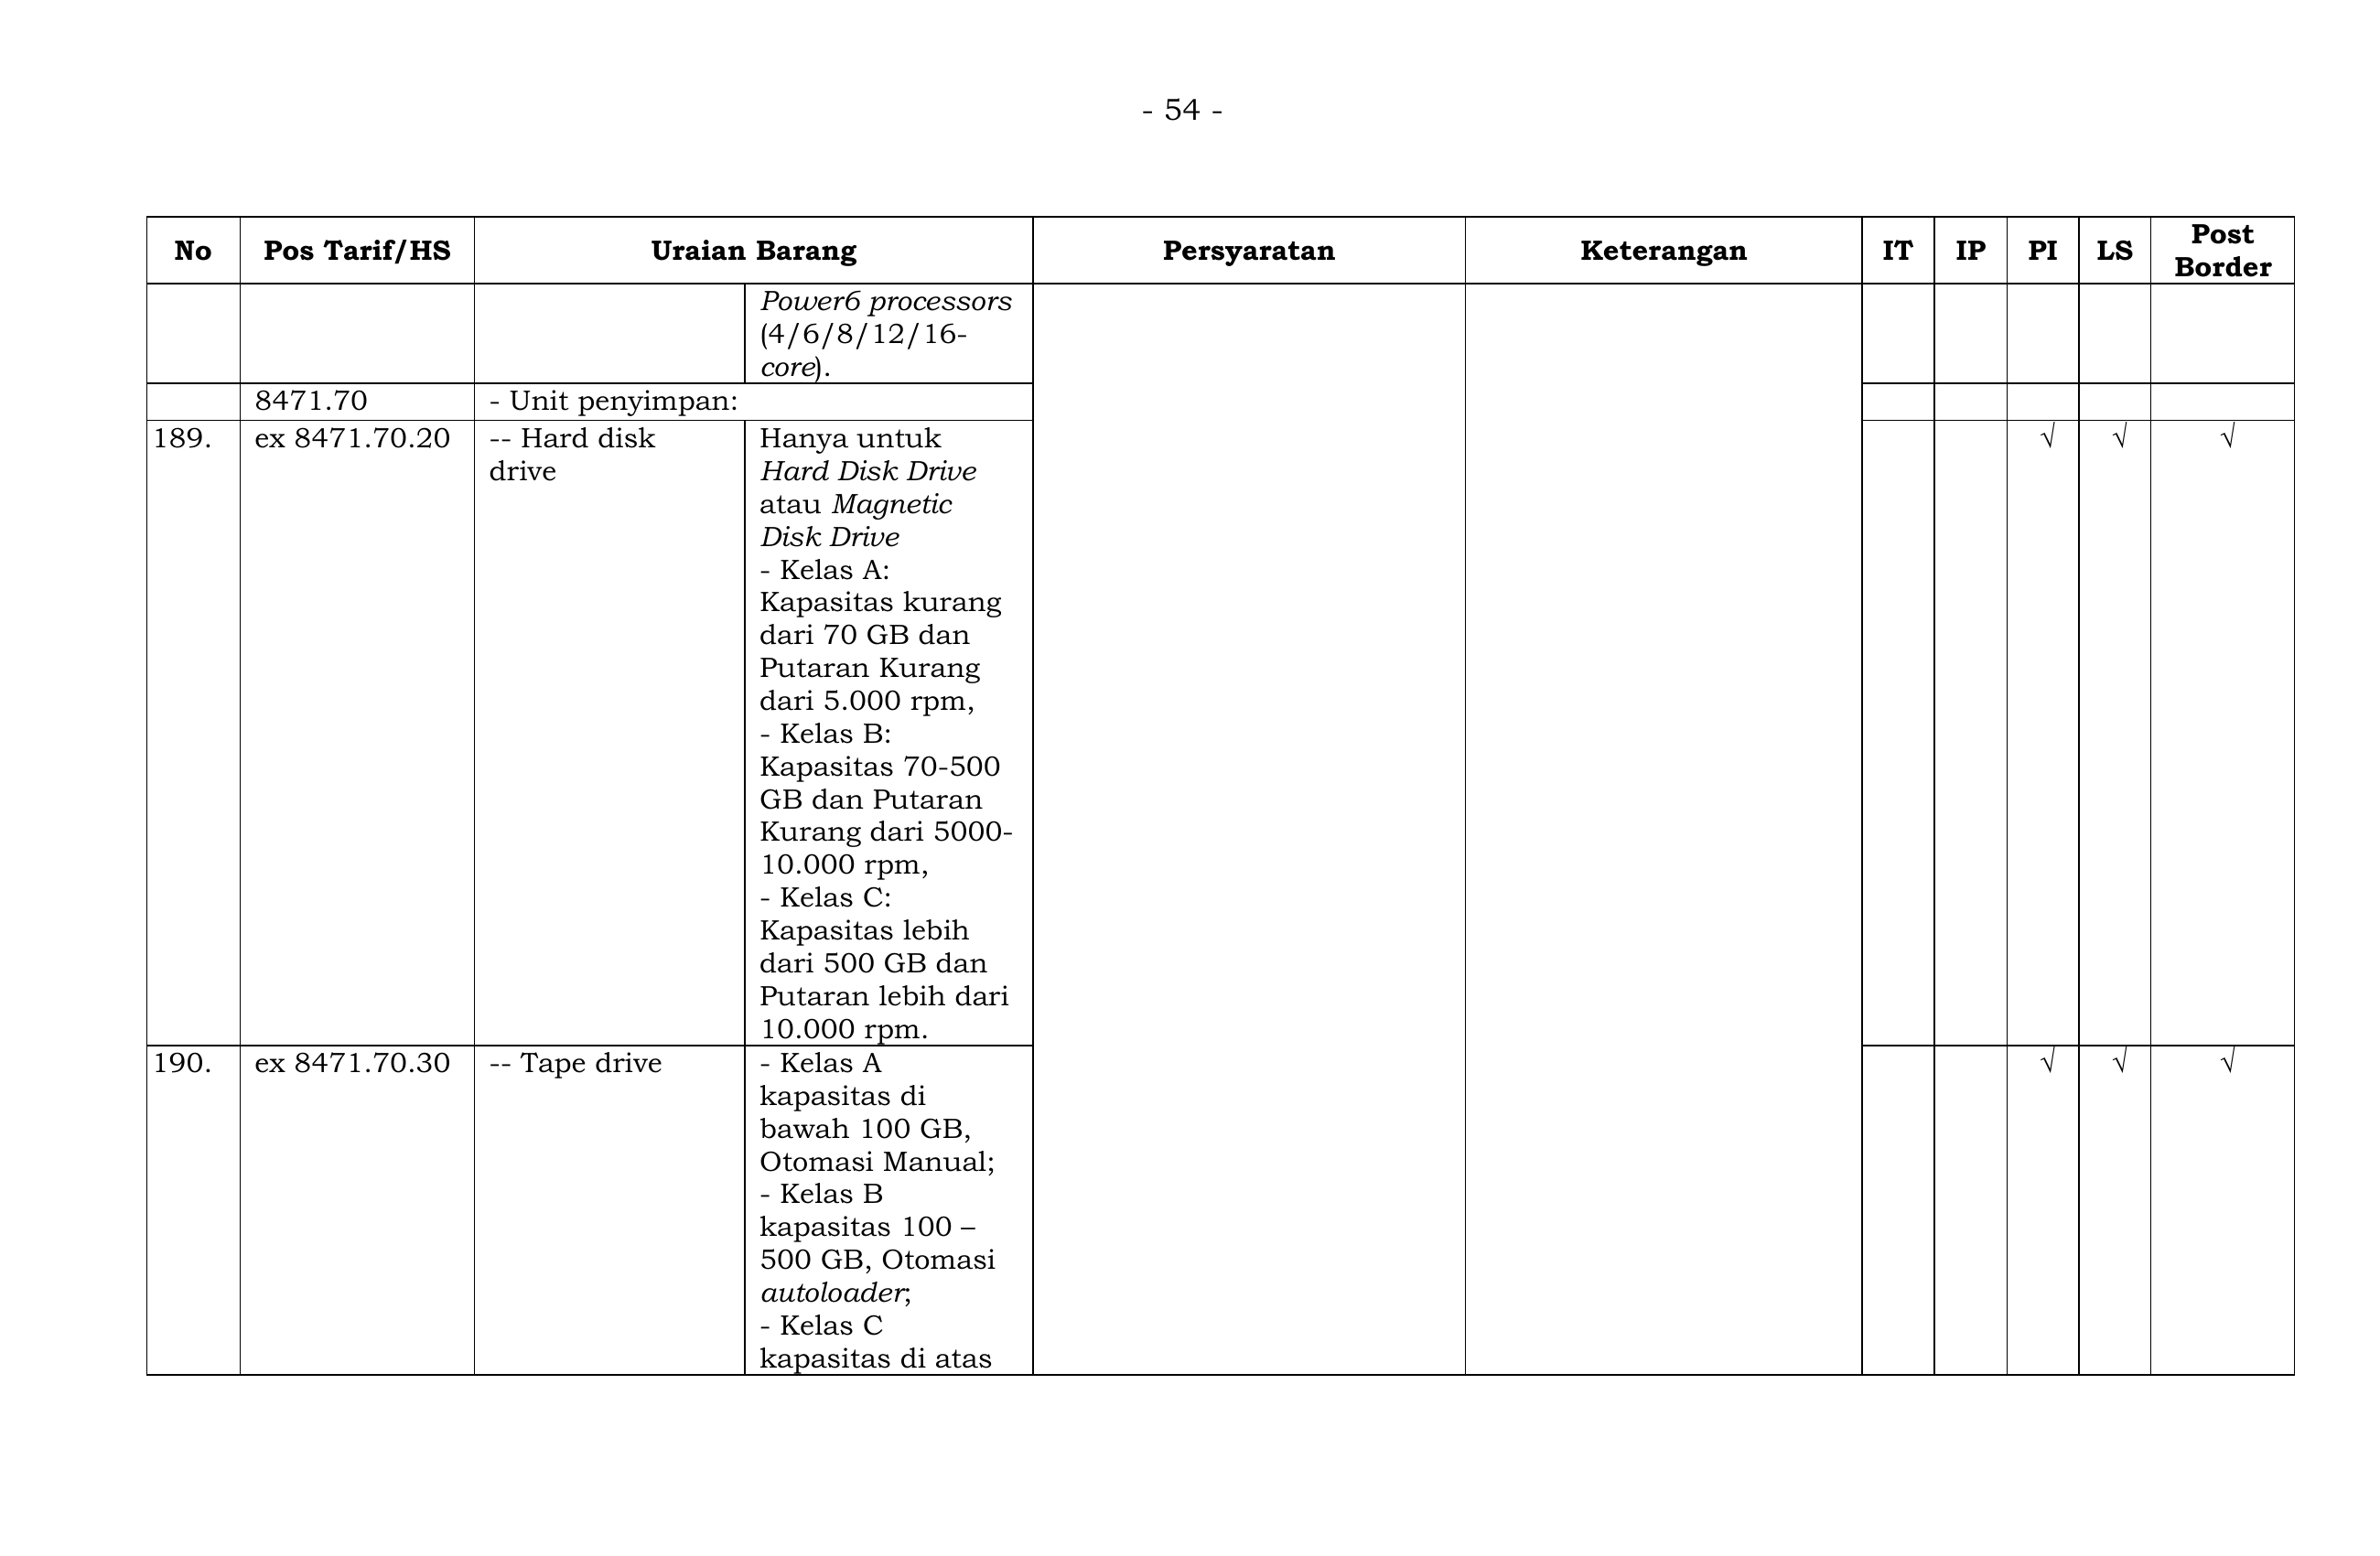 - 54 -
No Pos Tarif/HS Uraian Barang Persyaratan Keterangan IT IP PI LS Post Border
Power6 processors
(4/6/8/12/16-
core).
8471.70 - Unit penyimpan:
189. ex 8471.70.20 -- Hard disk
drive
Hanya untuk
Hard Disk Drive
atau Magnetic
Disk Drive
- Kelas A:
Kapasitas kurang
dari 70 GB dan
Putaran Kurang
dari 5.000 rpm,
- Kelas B:
Kapasitas 70-500
GB dan Putaran
Kurang dari 5000-
10.000 rpm,
- Kelas C:
Kapasitas lebih
dari 500 GB dan
Putaran lebih dari
10.000 rpm.
√ √ √
190. ex 8471.70.30 -- Tape drive
- Kelas A
kapasitas di
bawah 100 GB,
Otomasi Manual;
- Kelas B
kapasitas 100 –
500 GB, Otomasi
autoloader;
- Kelas C
kapasitas di atas
√ √ √